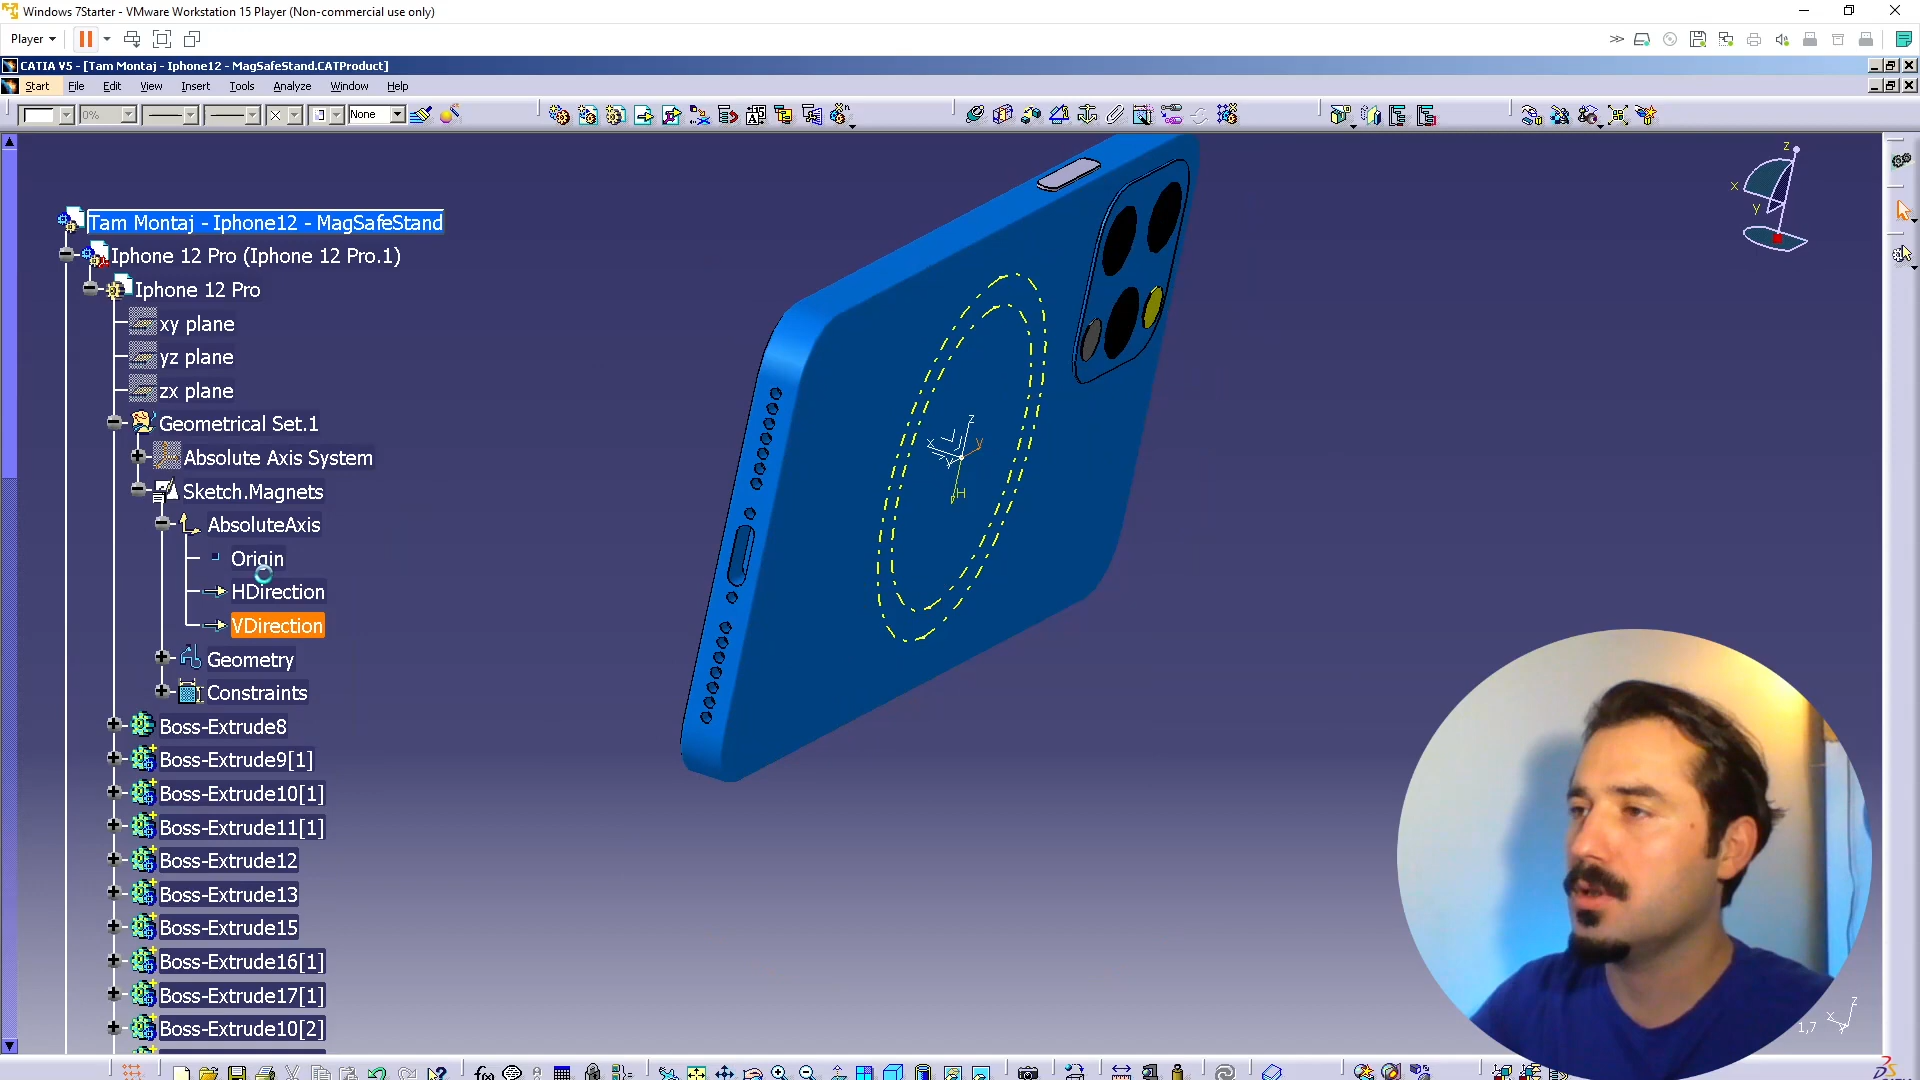 Windows 7Starter - VMware Workstation 15 Player (Non-commercial use only)
Player
CATIA V5 - [Tam Montaj - Iphone12 - MagSafeStand.CATProduct]
Start File Edit View Insert Tools Analyze Window Help
0% None
Tam Montaj - Iphone12 - MagSafeStand
Iphone 12 Pro (Iphone 12 Pro.1)
Iphone 12 Pro
xy plane
yz plane
zx plane
Geometrical Set.1
Absolute Axis System
Sketch.Magnets
AbsoluteAxis
Origin
HDirection
VDirection
Geometry
Constraints
Boss-Extrude8
Boss-Extrude9[1]
Boss-Extrude10[1]
Boss-Extrude11[1]
Boss-Extrude12
Boss-Extrude13
Boss-Extrude15
Boss-Extrude16[1]
Boss-Extrude17[1]
Boss-Extrude10[2]
z
x
y
z
x
V
H
z
x
1,7
f(x)